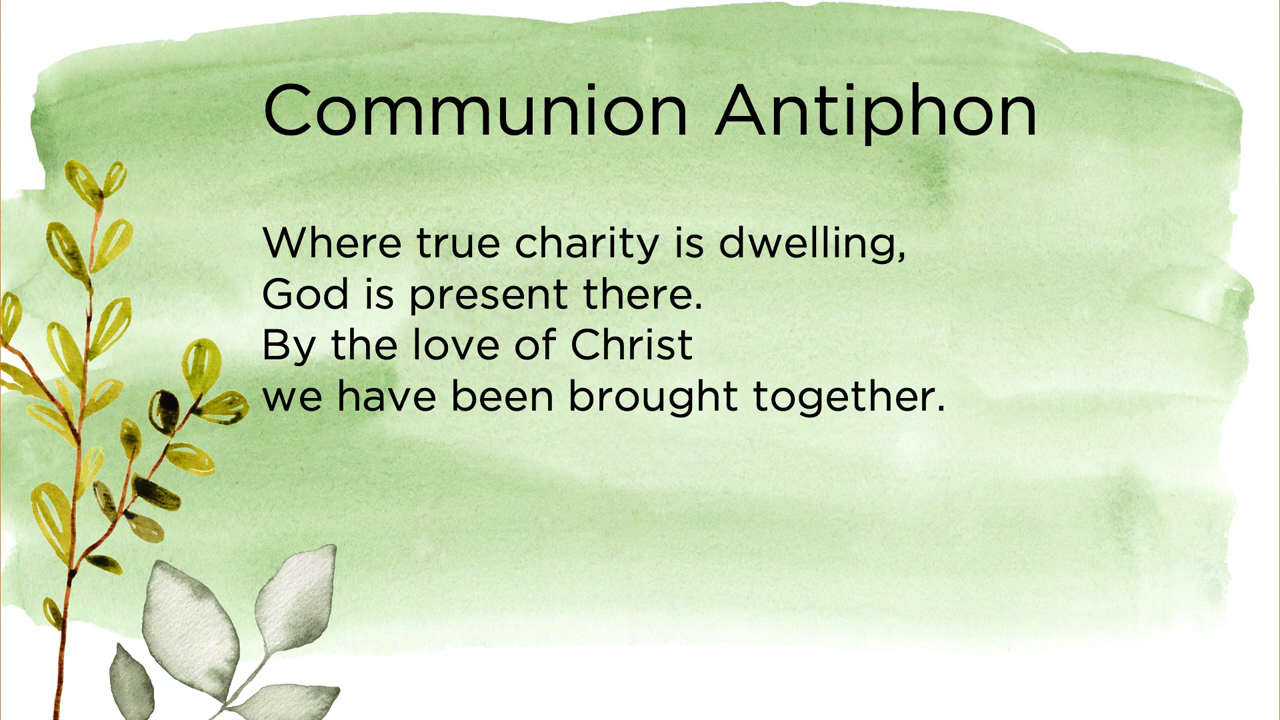 Communion Antiphon
Where true charity is dwelling,
God is present there.
By the love of Christ
we have been brought together.